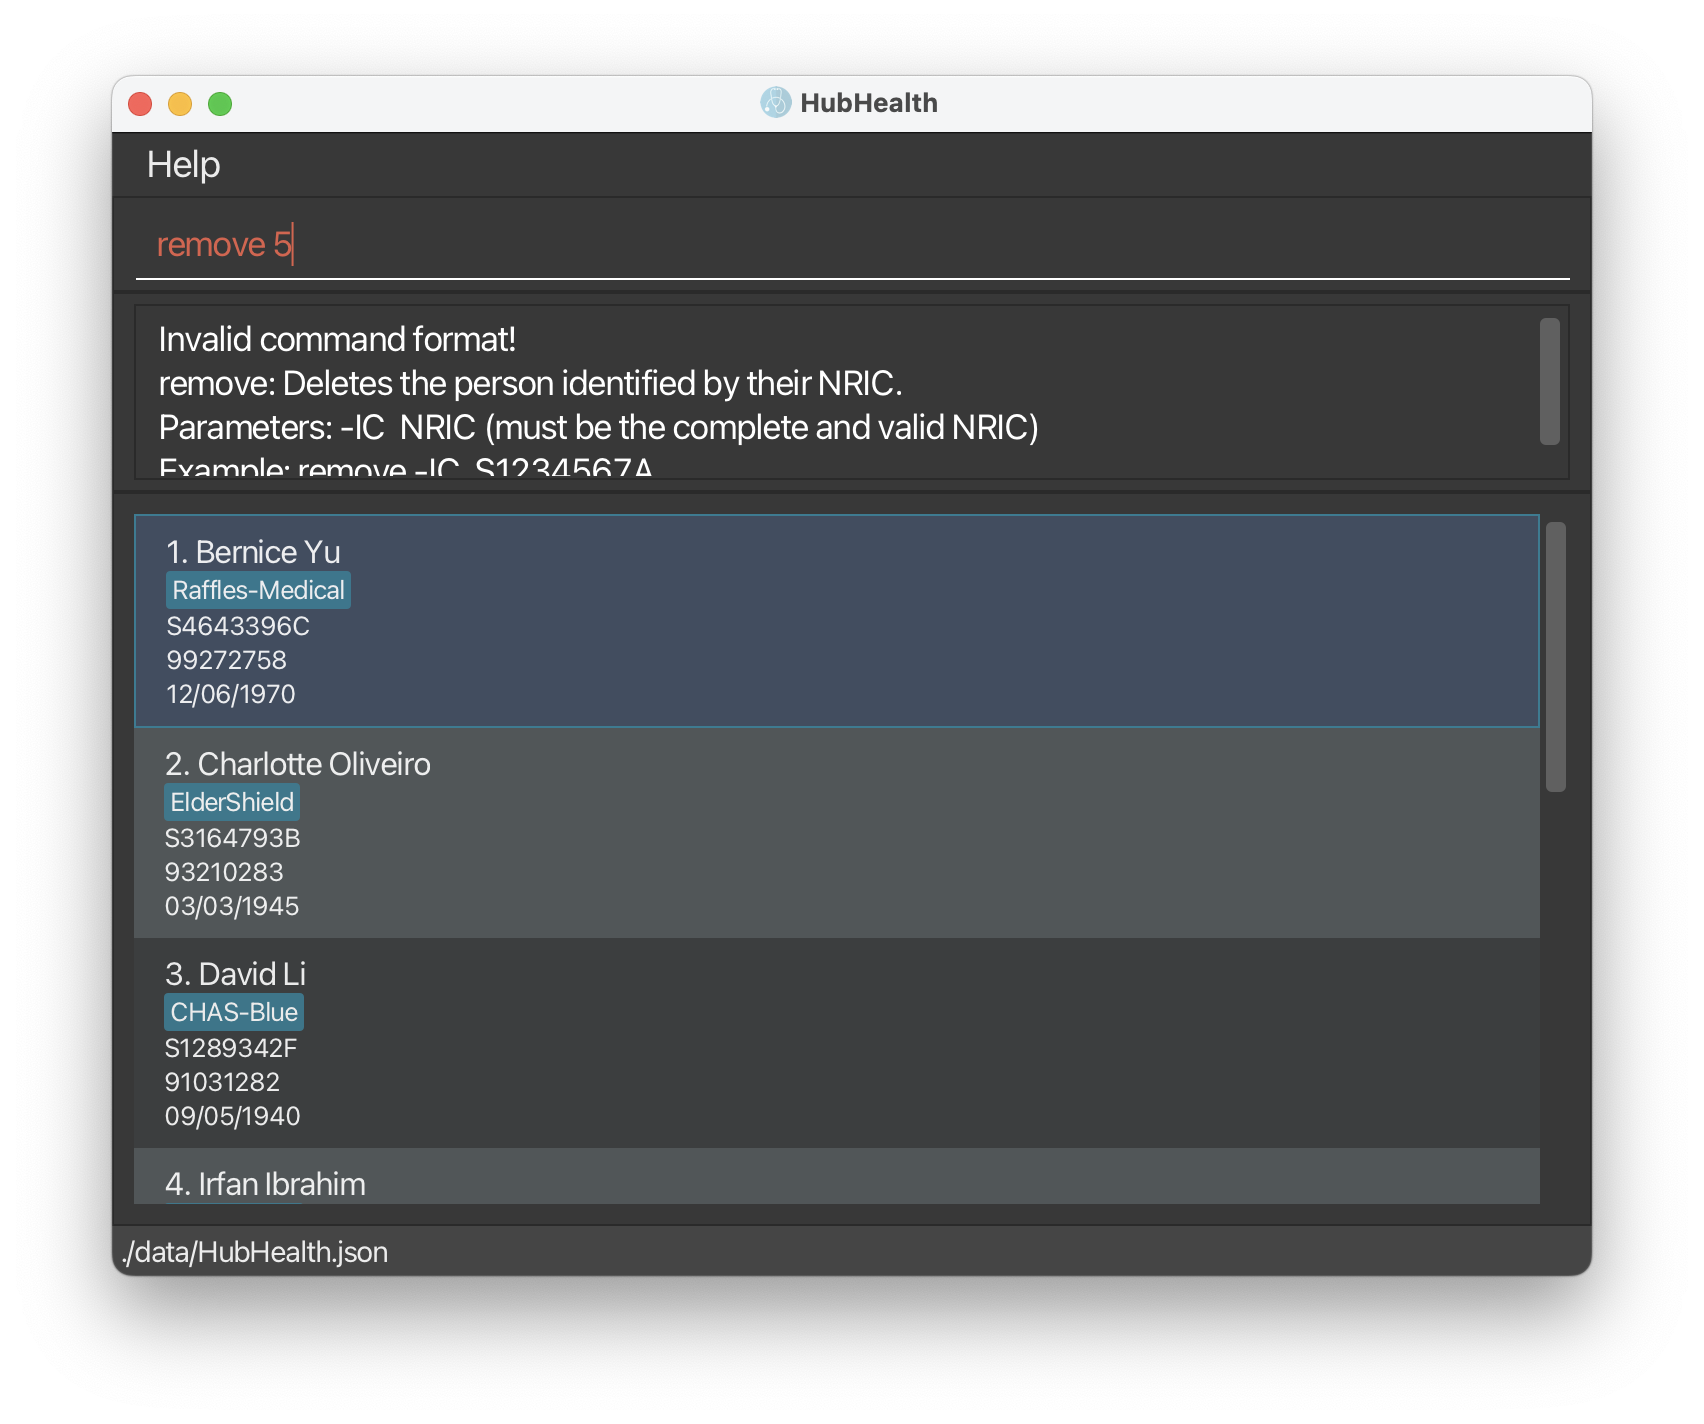 HubHealth
Help
remove 5
Invalid command format!
remove: Deletes the person identified by their NRIC.
Parameters: -IC  NRIC (must be the complete and valid NRIC)
Example: remove -IC  S1234567A
1. Bernice Yu
Raffles-Medical
S4643396C
99272758
12/06/1970
2. Charlotte Oliveiro
ElderShield
S3164793B
93210283
03/03/1945
3. David Li
CHAS-Blue
S1289342F
91031282
09/05/1940
4. Irfan Ibrahim
./data/HubHealth.json